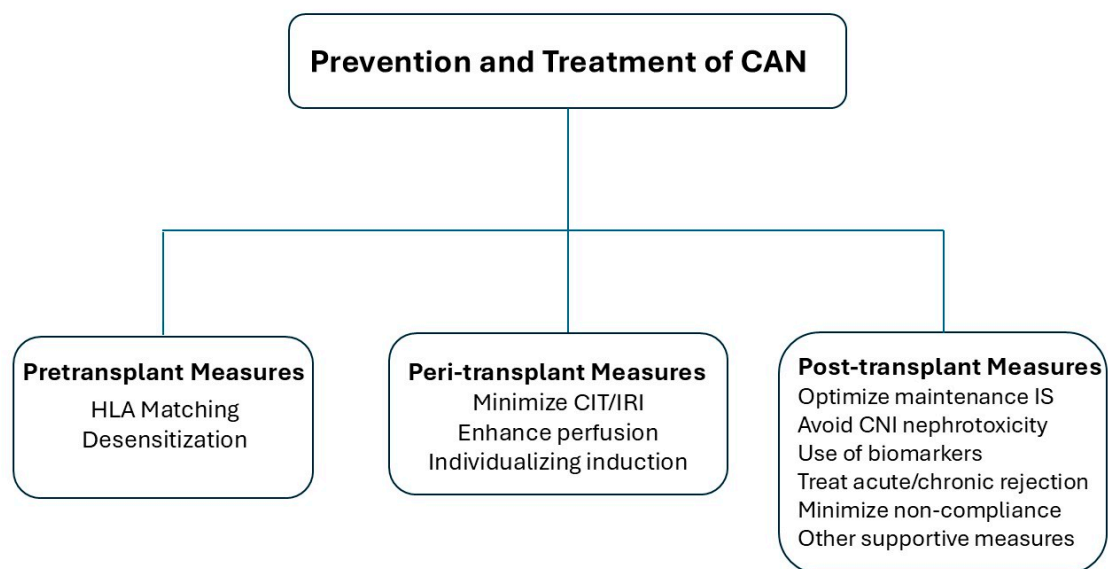 Prevention and Treatment of CAN
Pretransplant Measures
HLA Matching
Desensitization
Peri-transplant Measures
Minimize CIT/IRI
Enhance perfusion
Individualizing induction
Post-transplant Measures
Optimize maintenance IS
Avoid CNI nephrotoxicity
Use of biomarkers
Treat acute/chronic rejection
Minimize non-compliance
Other supportive measures